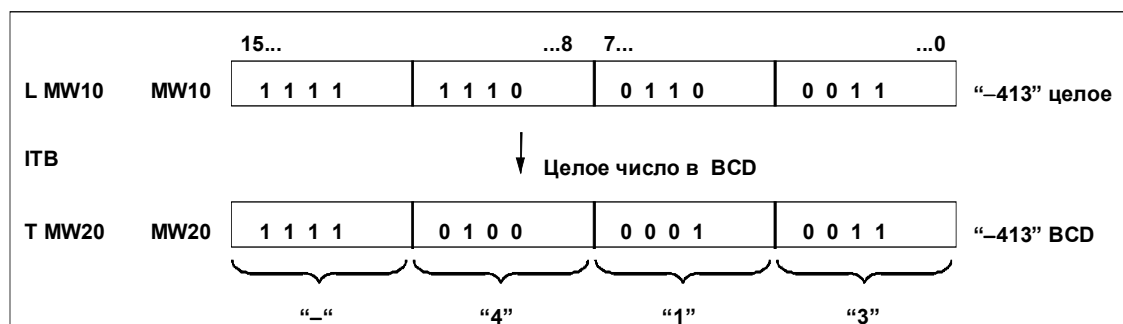 15... ...8 7... ...0
L MW10 MW10 1 1 1 1 1 1 1 0 0 1 1 0 0 0 1 1 “–413” целое
ITB Целое число в BCD
T MW20 MW20 1 1 1 1 0 1 0 0 0 0 0 1 0 0 1 1 “–413” BCD
“–“ “4” “1” “3”